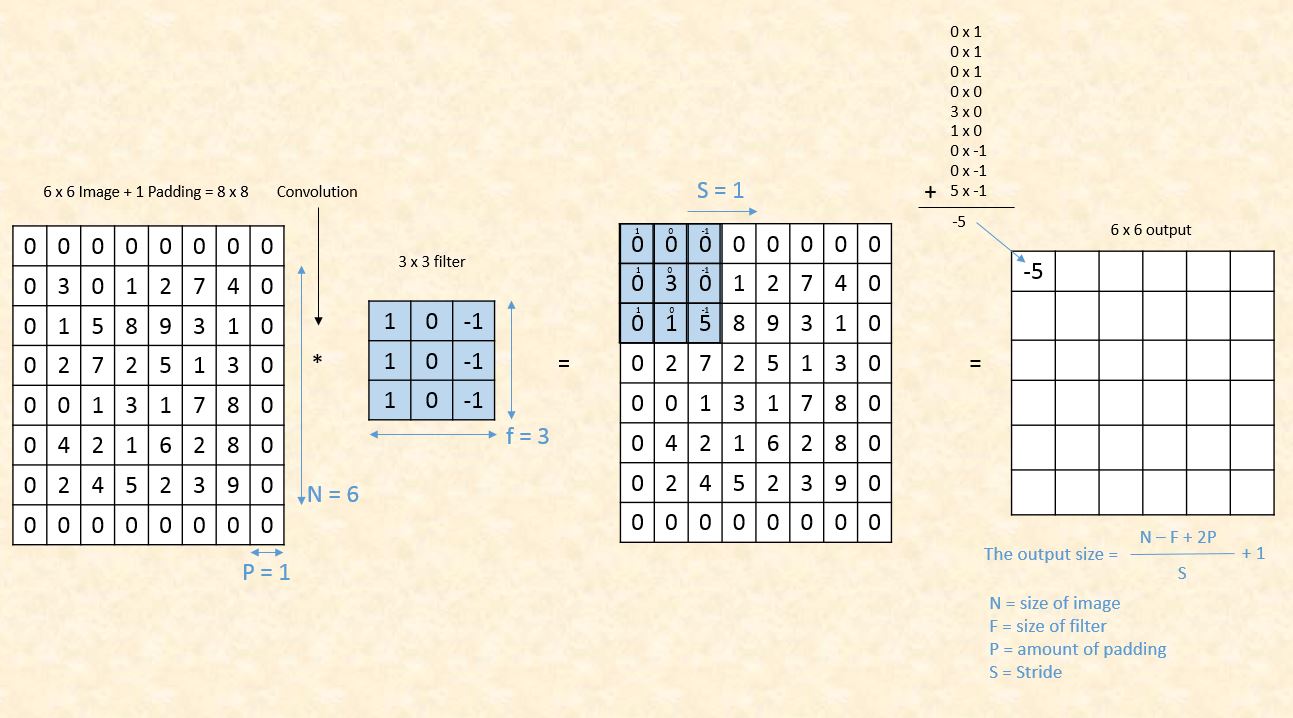 6 x 6 Image + 1 Padding = 8 x 8
Convolution
0 0 0 0 0 0 0 0
0 3 0 1 2 7 4 0
0 1 5 8 9 3 1 0
0 2 7 2 5 1 3 0
0 0 1 3 1 7 8 0
0 4 2 1 6 2 8 0
0 2 4 5 2 3 9 0
0 0 0 0 0 0 0 0
N = 6
P = 1
*
3 x 3 filter
1 0 -1
1 0 -1
1 0 -1
f = 3
=
S = 1
1 0 -1
0 0 0 0 0 0 0 0
1 0 -1
0 3 0 1 2 7 4 0
1 0 -1
0 1 5 8 9 3 1 0
0 2 7 2 5 1 3 0
0 0 1 3 1 7 8 0
0 4 2 1 6 2 8 0
0 2 4 5 2 3 9 0
0 0 0 0 0 0 0 0
0 x 1
0 x 1
0 x 1
0 x 0
3 x 0
1 x 0
0 x -1
0 x -1
+ 5 x -1
-5
=
6 x 6 output
-5
N – F + 2P
The output size = + 1
S
N = size of image
F = size of filter
P = amount of padding
S = Stride